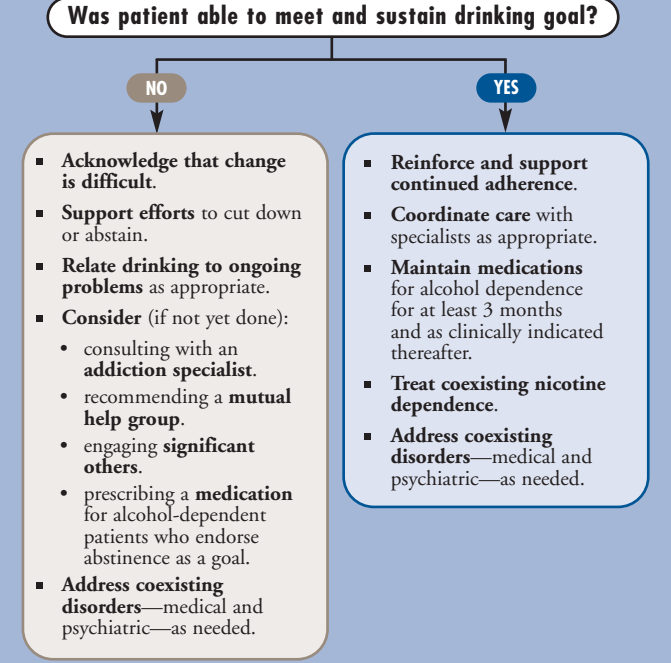 Was patient able to meet and sustain drinking goal?
NO
▪ Acknowledge that change
is difficult.
▪ Support efforts to cut down
or abstain.
▪ Relate drinking to ongoing
problems as appropriate.
▪ Consider (if not yet done):
• consulting with an
addiction specialist.
• recommending a mutual
help group.
• engaging significant
others.
• prescribing a medication
for alcohol-dependent
patients who endorse
abstinence as a goal.
▪ Address coexisting
disorders—medical and
psychiatric—as needed.
YES
▪ Reinforce and support
continued adherence.
▪ Coordinate care with
specialists as appropriate.
▪ Maintain medications
for alcohol dependence
for at least 3 months
and as clinically indicated
thereafter.
▪ Treat coexisting nicotine
dependence.
▪ Address coexisting
disorders—medical and
psychiatric—as needed.